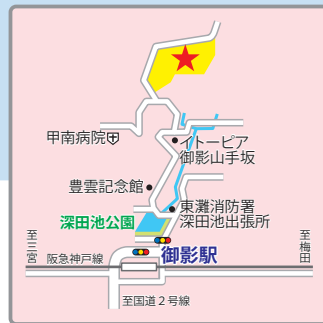 甲南病院
イトーピア
御影山手坂
豊雲記念館
東灘消防署
深田池出張所
深田池公園
御影駅
至三宮
阪急神戸線
至梅田
至国道2号線